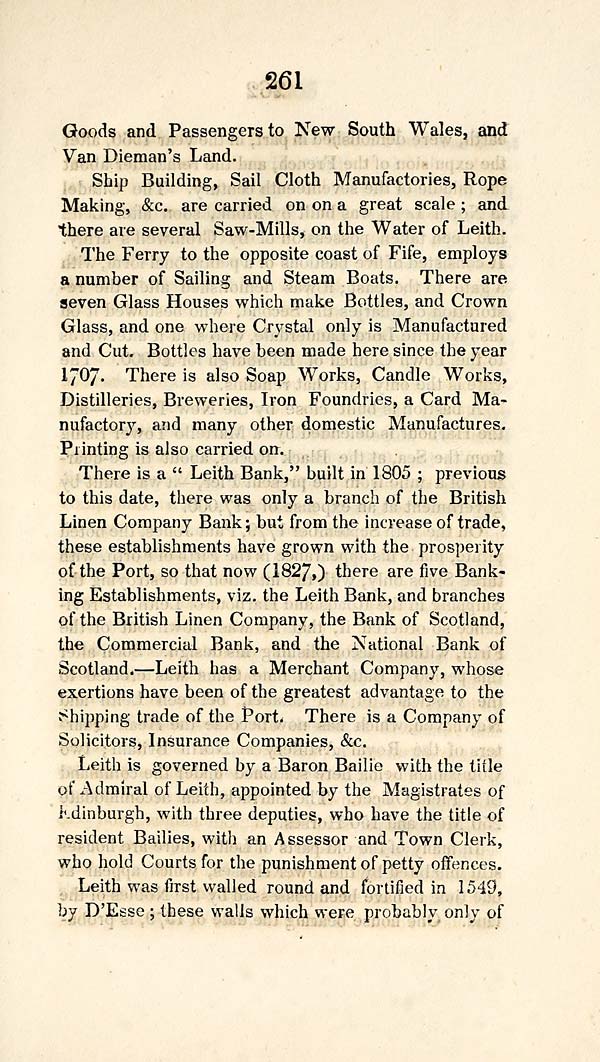 261
Goods and Passengers to New South Wales, and
Van Dieman's Land.
Ship Building, Sail Cloth Manufactories, Rope
Making, &c. are carried on on a great scale ; and
there are several Saw-Mills, on the Water of Leith.
The Ferry to the opposite coast of Fife, employs
a number of Sailing and Steam Boats. There are
seven Glass Houses which make Bottles, and Crown
Glass, and one where Crystal only is Manufactured
and Cut. Bottles have been made here since the year
1707. There is also Soap Works, Candle Works,
Distilleries, Breweries, Iron Foundries, a Card Ma-
nufactory, and many other domestic Manufactures.
Printing is also carried on.
There is a “ Leith Bank,” built in 1805 ; previous
to this date, there was only a branch of the British
Linen Company Bank ; but from the increase of trade,
these establishments have grown with the prosperity
of the Port, so that now (1827,) there are five Bank-
ing Establishments, viz. the Leith Bank, and branches
of the British Linen Company, the Bank of Scotland,
the Commercial Bank, and the National Bank of
Scotland.—Leith has a Merchant Company, whose
exertions have been of the greatest advantage to the
Shipping trade of the Port. There is a Company of
Solicitors, Insurance Companies, &c.
Leith is governed by a Baron Bailie with the title
of Admiral of Leith, appointed by the Magistrates of
Edinburgh, with three deputies, who have the title of
resident Bailies, with an Assessor and Town Clerk,
who hold Courts for the punishment of petty offences.
Leith was first walled round and fortified in 1549,
by D'Esse ; these walls which were probably only of